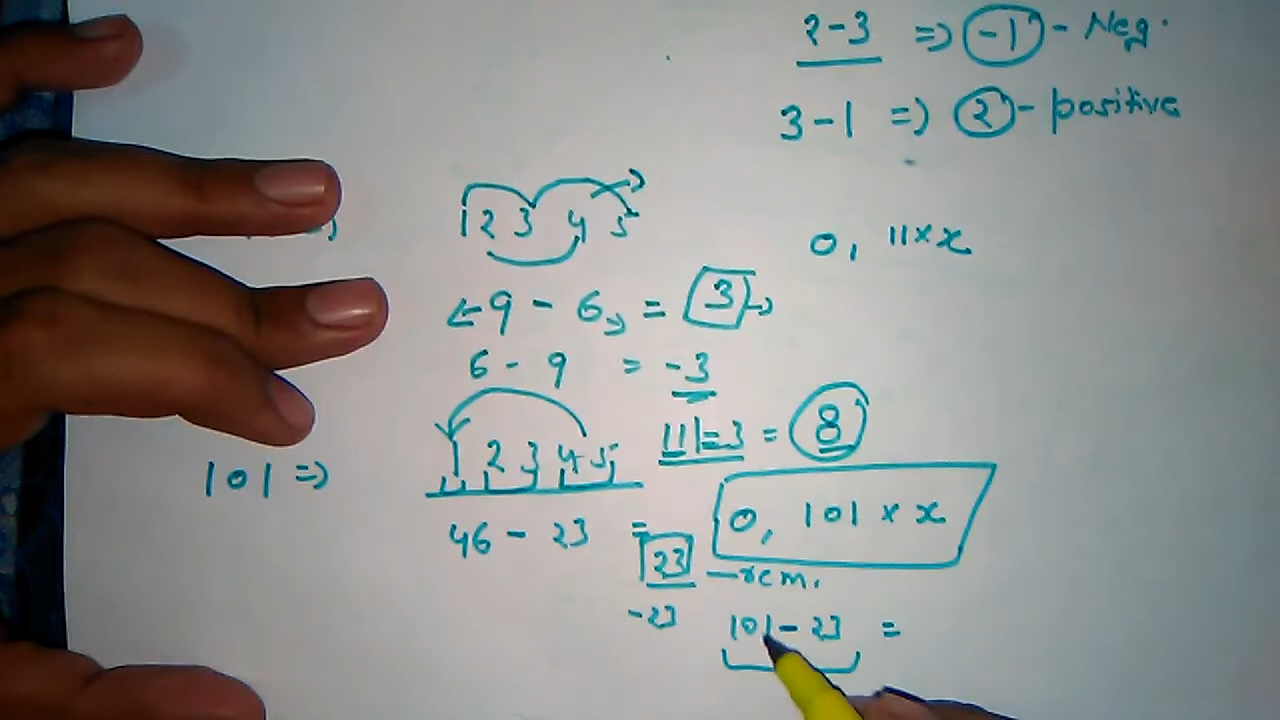 2-3 => -1 - Neg.
3-1 => 2 - positive
1 2 3 4 5
0, 11×x
9 - 6 = 3
6 - 9 = -3
11-3 = 8
101 => 1 2 3 4 5
0, 101 × x
46 - 23 = 23 - rem.
-23 101-23 =